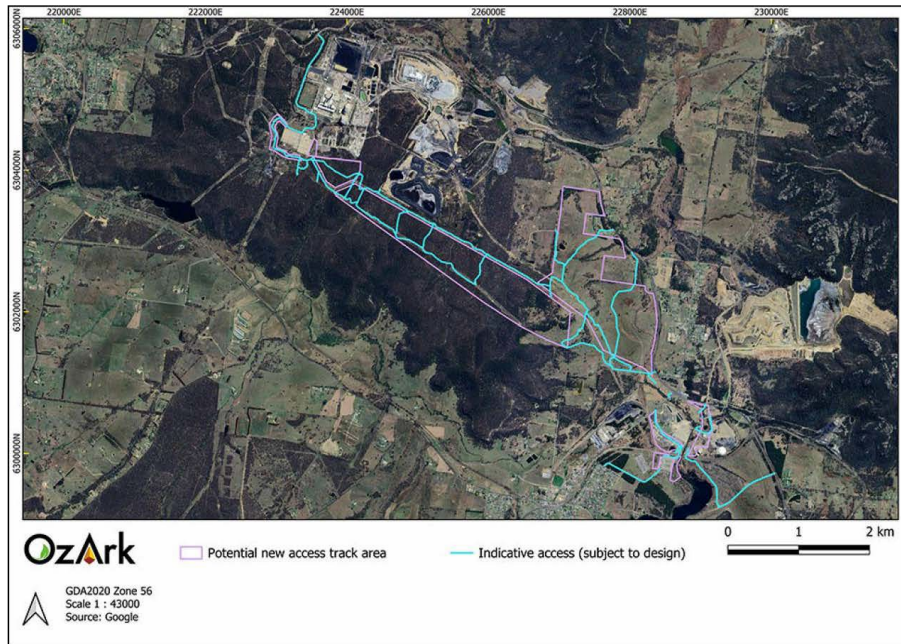 220000E 222000E 224000E 226000E 228000E 230000E
6306000N
6304000N
6302000N
6300000N
OzArk
Potential new access track area
Indicative access (subject to design)
0 1 2 km
GDA2020 Zone 56
Scale 1 : 43000
Source: Google